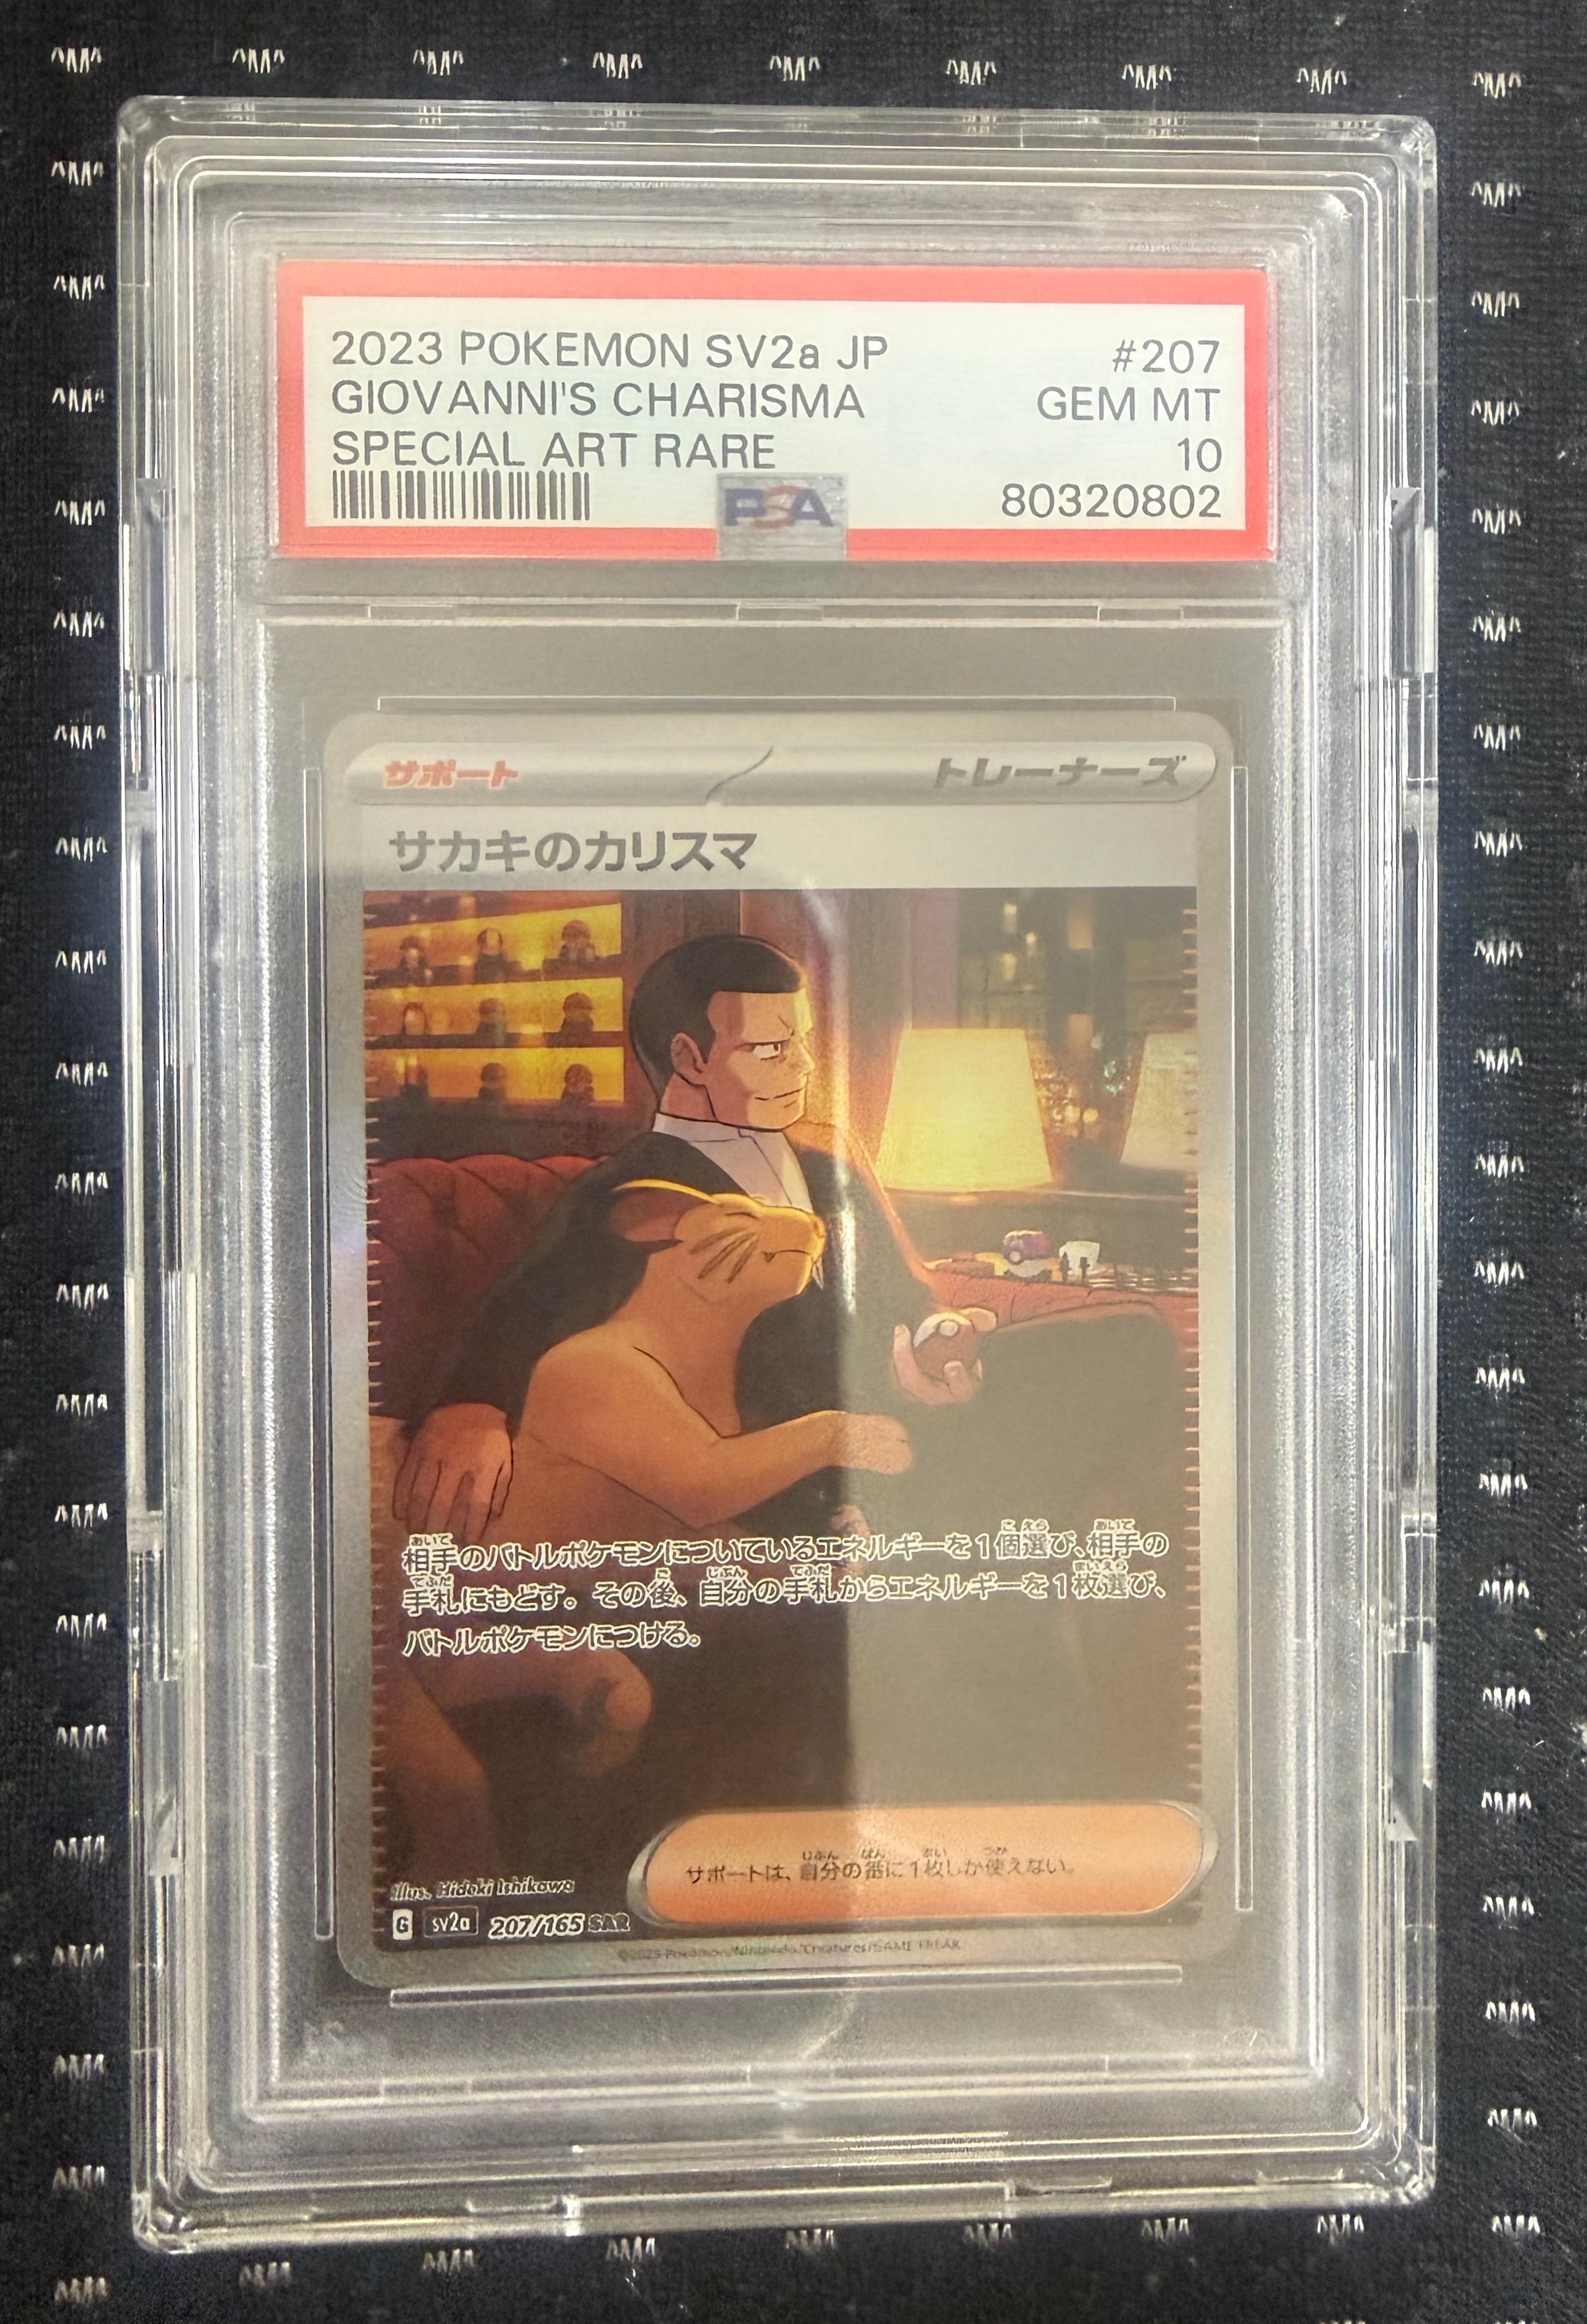 2023 POKEMON SV2a JP #207
GIOVANNI'S CHARISMA GEM MT
SPECIAL ART RARE 10
PSA 80320802
サポート トレーナーズ
サカキのカリスマ
相手のバトルポケモンについているエネルギーを1個選び、相手の
手札にもどす。その後、自分の手札からエネルギーを1枚選び、
バトルポケモンにつける。
サポートは、自分の番に1枚しか使えない。
Illus. Hideki Ishikawa
G sv2a 207/165 SAR
©2023 Pokémon/Nintendo/Creatures/GAME FREAK